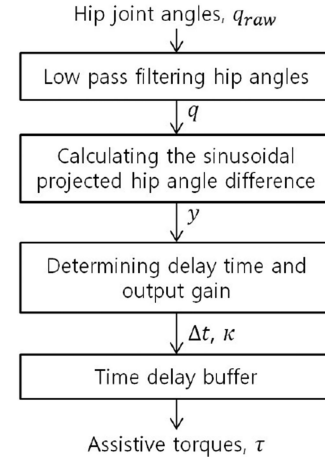 Hip joint angles, q_raw
Low pass filtering hip angles
q
Calculating the sinusoidal
projected hip angle difference
y
Determining delay time and
output gain
Δt, κ
Time delay buffer
Assistive torques, τ